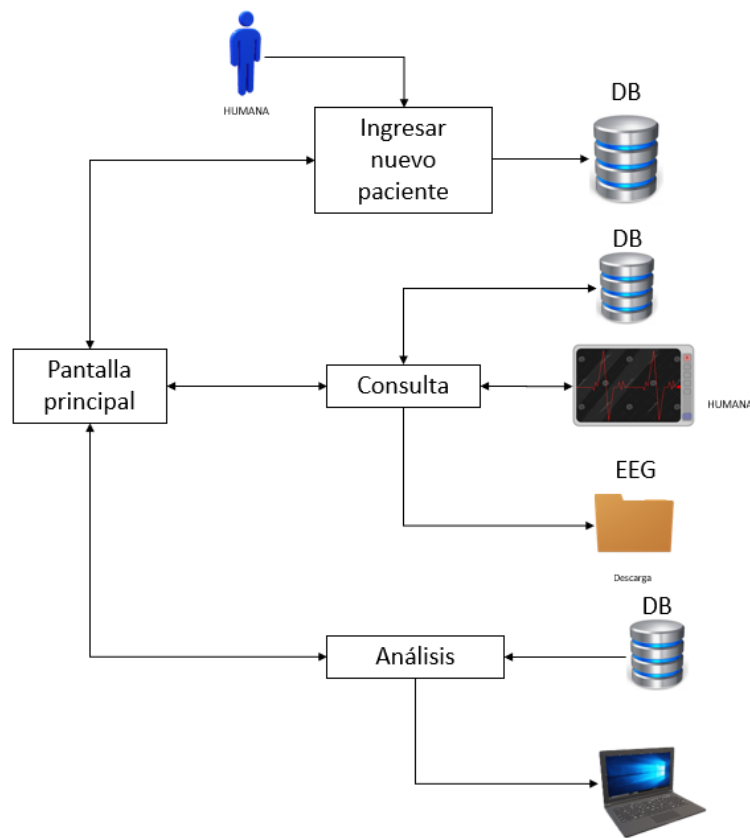 HUMANA
Ingresar
nuevo
paciente
DB
DB
Pantalla
principal
Consulta
HUMANA
EEG
Descarga
DB
Análisis